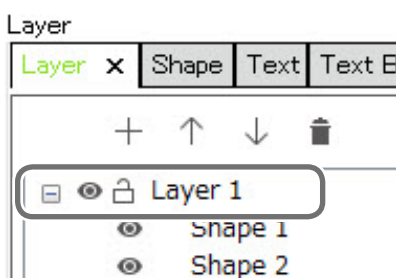 Layer
Layer Shape Text Text B
Layer 1
Shape 1
Shape 2